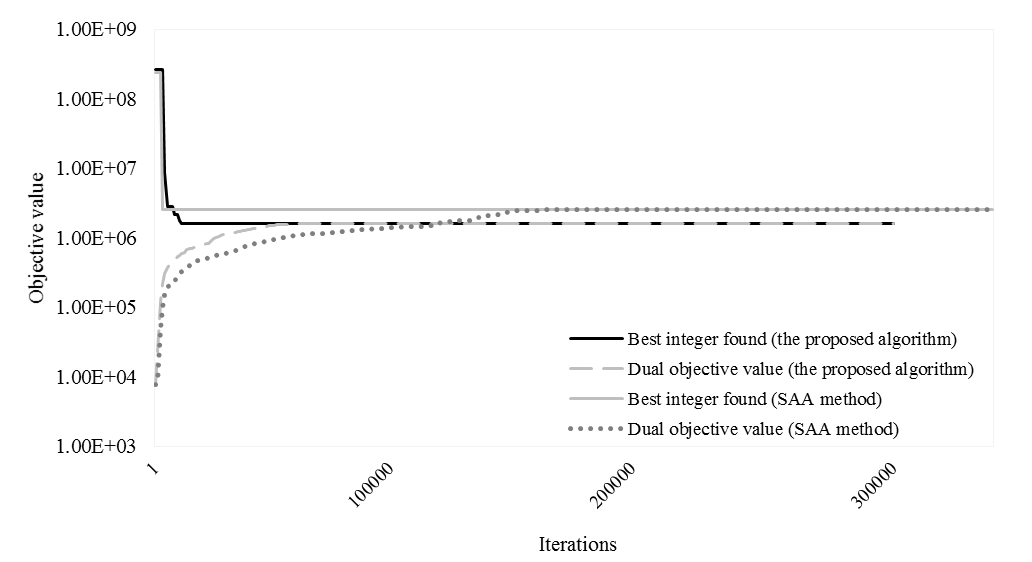 1.00E+09
1.00E+08
1.00E+07
1.00E+06
1.00E+05
1.00E+04
1.00E+03
Objective value
Best integer found (the proposed algorithm)
Dual objective value (the proposed algorithm)
Best integer found (SAA method)
Dual objective value (SAA method)
1
100000
200000
300000
Iterations